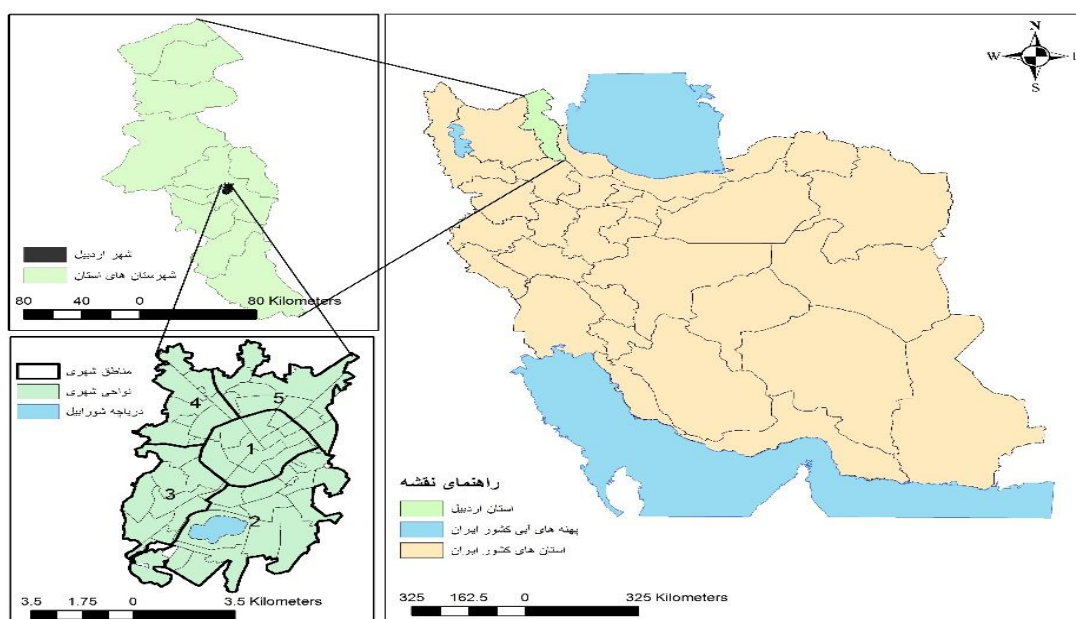 شهر اردبیل
شهرستان های استان
80 40 0 80 Kilometers
مناطق شهری
نواحی شهری
دریاچه شورابیل
4
5
1
3
2
3.5 1.75 0 3.5 Kilometers
N
W E
S
راهنمای نقشه
استان اردبیل
پهنه های آبی کشور ایران
استان های کشور ایران
325 162.5 0 325 Kilometers